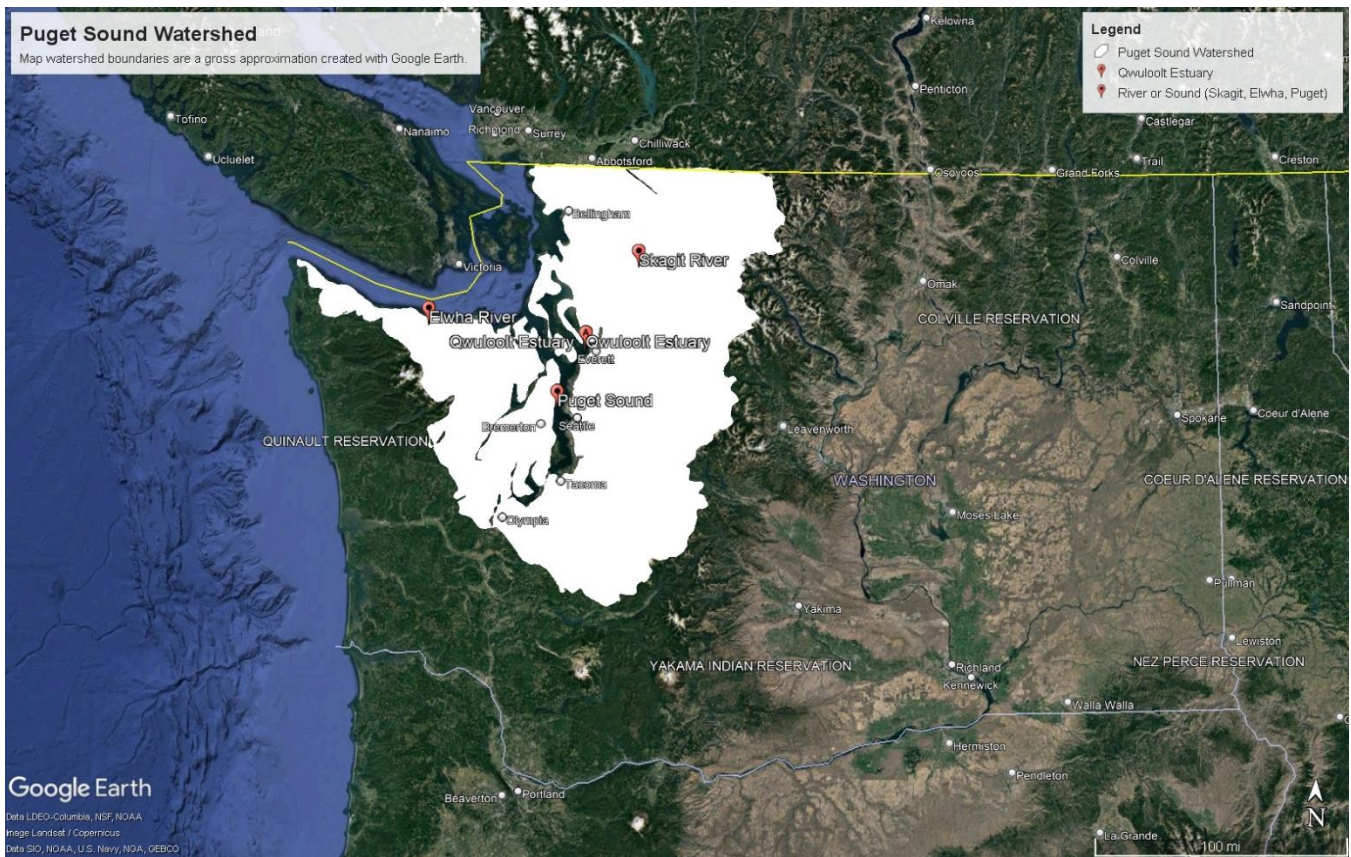 Puget Sound Watershed
Map watershed boundaries are a gross approximation created with Google Earth.
Legend
Puget Sound Watershed
Qwuloolt Estuary
River or Sound (Skagit, Elwha, Puget)
Kelowna
Penticton
Castlegar
Tofino
Ucluelet
Nanaimo
Vancouver
Richmond
Surrey
Chilliwack
Abbotsford
Osoyoos
Grand Forks
Trail
Creston
Bellingham
Victoria
Skagit River
Colville
Omak
Sandpoint
Elwha River
COLVILLE RESERVATION
Qwuloolt Estuary
A
Qwuloolt Estuary
Everett
Puget Sound
Bremerton
Seattle
Leavenworth
Spokane
Coeur d'Alene
QUINAULT RESERVATION
WASHINGTON
COEUR D'ALENE RESERVATION
Tacoma
Olympia
Moses Lake
Pullman
Yakima
Lewiston
YAKAMA INDIAN RESERVATION
Richland
NEZ PERCE RESERVATION
Kennewick
Walla Walla
Hermiston
Pendleton
Google Earth
Beaverton
Portland
Data LDEO-Columbia, NSF, NOAA
Image Landsat / Copernicus
Data SIO, NOAA, U.S. Navy, NGA, GEBCO
La Grande
N
100 mi